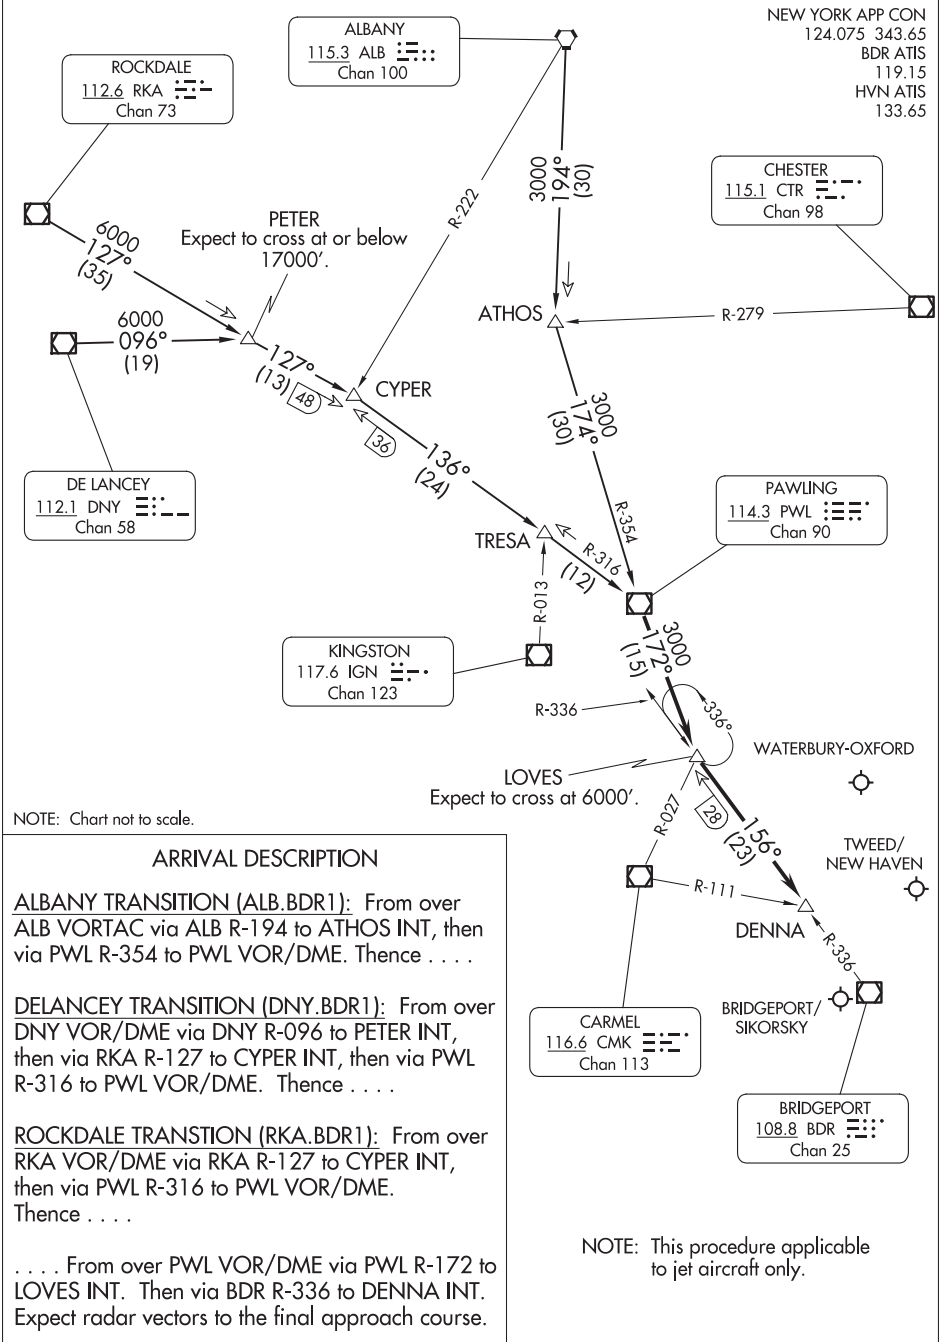 NEW YORK APP CON
124.075 343.65
BDR ATIS
119.15
HVN ATIS
133.65
ALBANY
115.3 ALB
Chan 100
ROCKDALE
112.6 RKA
Chan 73
CHESTER
115.1 CTR
Chan 98
3000
194°
(30)
R-222
PETER
Expect to cross at or below
17000'.
6000
127°
(35)
ATHOS
R-279
6000
096°
(19)
127°
(13)
48
CYPER
36
3000
174°
(30)
136°
(24)
DE LANCEY
112.1 DNY
Chan 58
PAWLING
114.3 PWL
Chan 90
R-354
TRESA
R-316
(12)
R-013
KINGSTON
117.6 IGN
Chan 123
3000
172°
(15)
R-336
336°
WATERBURY-OXFORD
LOVES
Expect to cross at 6000'.
28
R-027
156°
(23)
TWEED/
NEW HAVEN
R-111
DENNA
R-336
BRIDGEPORT/
SIKORSKY
CARMEL
116.6 CMK
Chan 113
BRIDGEPORT
108.8 BDR
Chan 25
NOTE: Chart not to scale.
ARRIVAL DESCRIPTION
ALBANY TRANSITION (ALB.BDR1): From over
ALB VORTAC via ALB R-194 to ATHOS INT, then
via PWL R-354 to PWL VOR/DME. Thence . . . .
DELANCEY TRANSITION (DNY.BDR1): From over
DNY VOR/DME via DNY R-096 to PETER INT,
then via RKA R-127 to CYPER INT, then via PWL
R-316 to PWL VOR/DME. Thence . . . .
ROCKDALE TRANSTION (RKA.BDR1): From over
RKA VOR/DME via RKA R-127 to CYPER INT,
then via PWL R-316 to PWL VOR/DME.
Thence . . . .
. . . . From over PWL VOR/DME via PWL R-172 to
LOVES INT. Then via BDR R-336 to DENNA INT.
Expect radar vectors to the final approach course.
NOTE: This procedure applicable
to jet aircraft only.